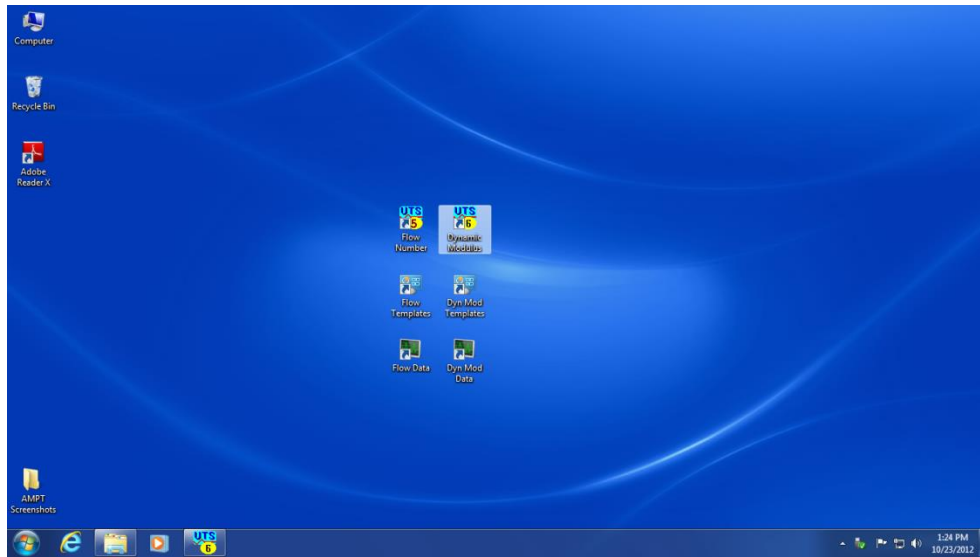 Computer
Recycle Bin
Adobe
Reader X
UTS
5
Flow
Number
UTS
6
Dynamic
Modulus
Flow
Templates
Dyn Mod
Templates
Flow Data
Dyn Mod
Data
AMPT
Screenshots
UTS
6
1:24 PM
10/23/2012